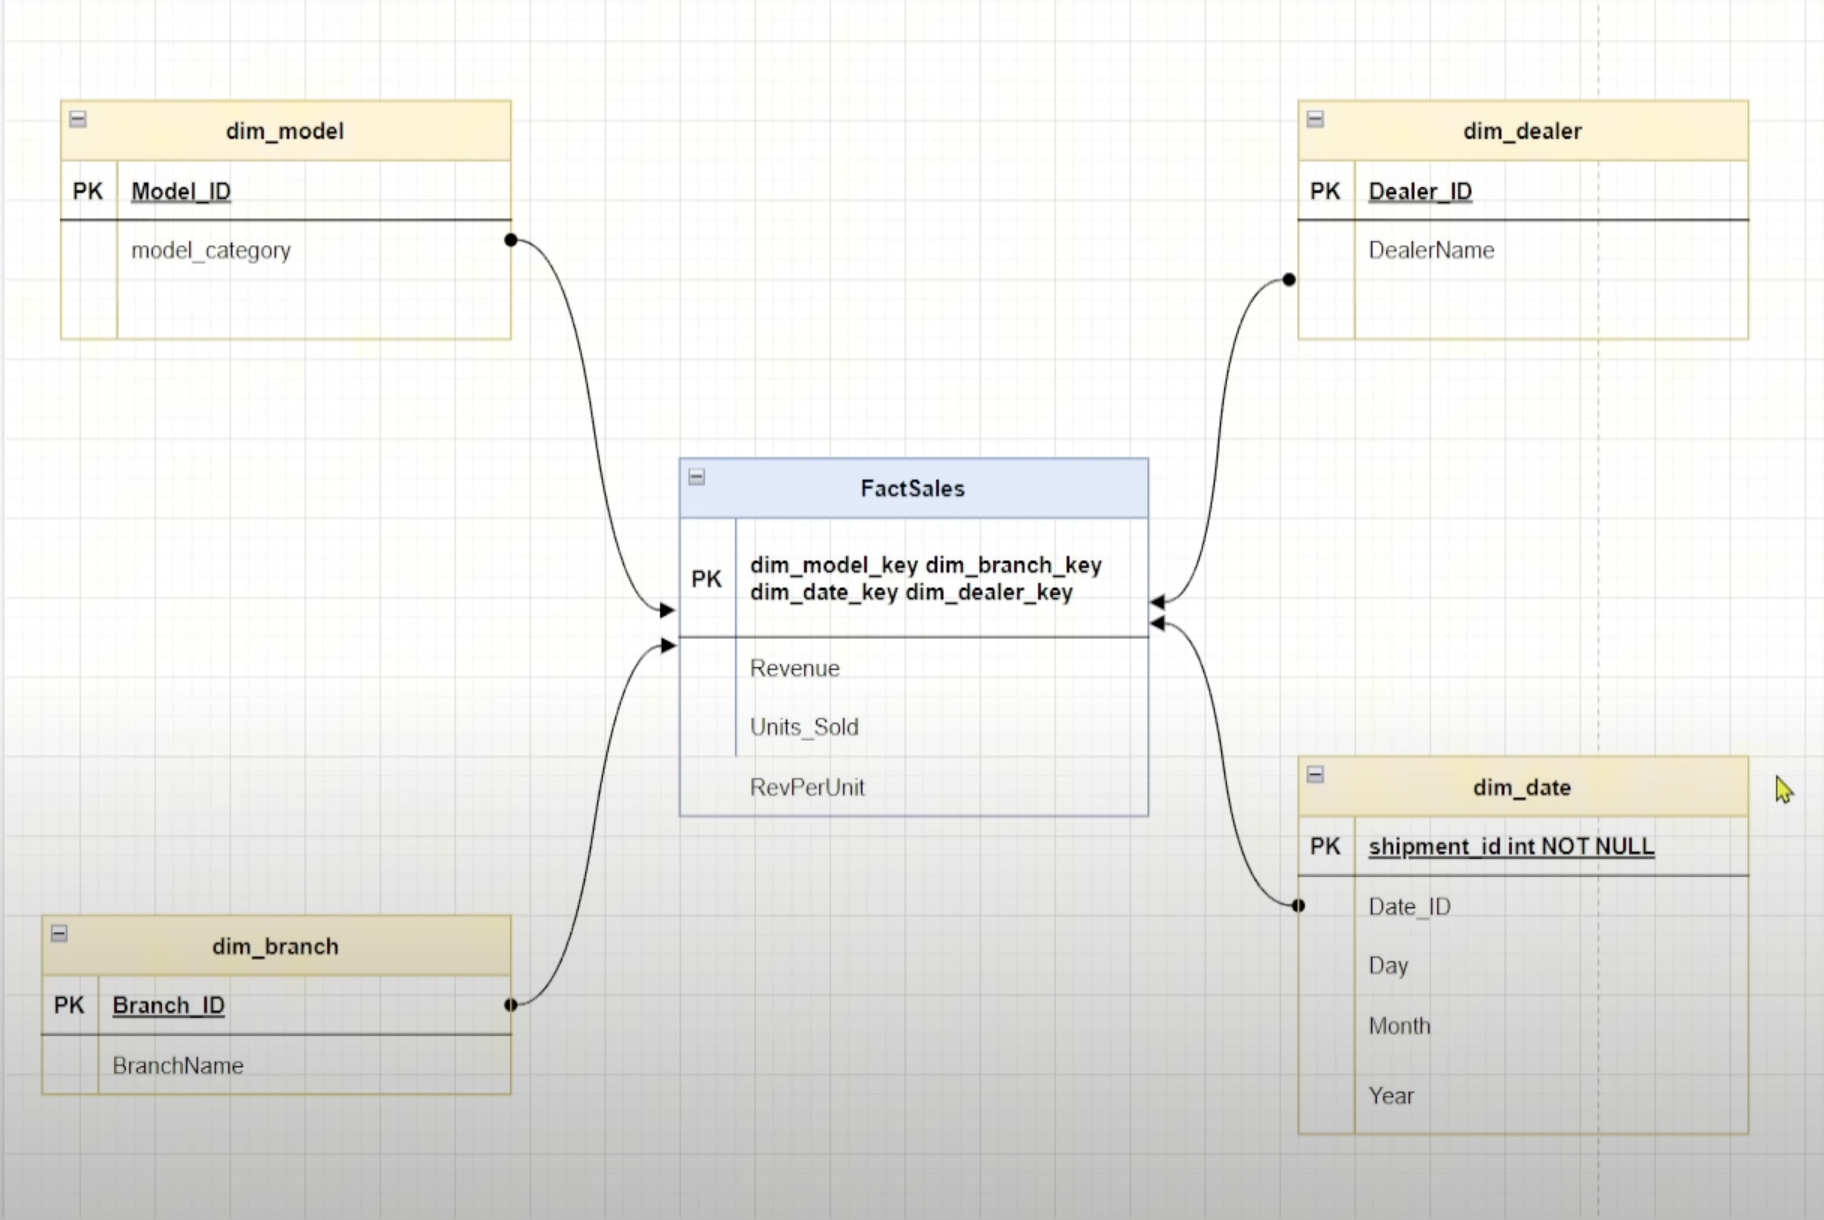 dim_model
PK Model_ID
model_category
dim_dealer
PK Dealer_ID
DealerName
FactSales
PK
dim_model_key dim_branch_key
dim_date_key dim_dealer_key
Revenue
Units_Sold
RevPerUnit
dim_branch
PK Branch_ID
BranchName
dim_date
PK shipment_id int NOT NULL
Date_ID
Day
Month
Year